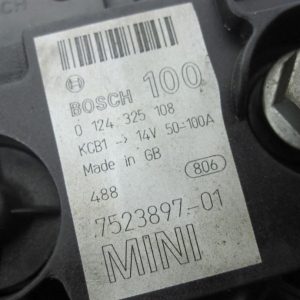 BOSCH 100
0 124 325 108
KCB1 → 14V 50-100A
Made in GB
806
488
7523897-01
MINI